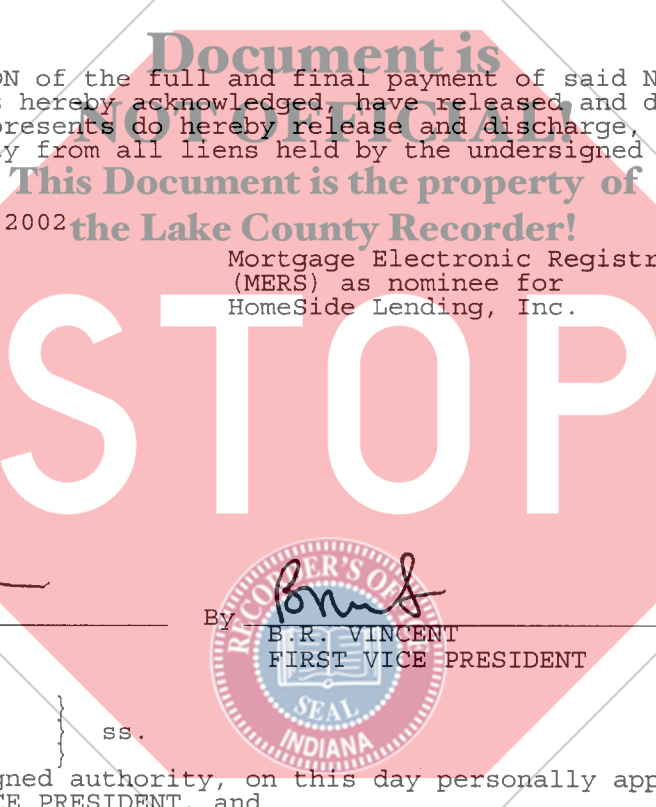 Document is
ON of the full and final payment of said N
s hereby acknowledged, have released and d
NOT OFFICIAL!
presents do hereby release and discharge,
y from all liens held by the undersigned
This Document is the property of
2002
the Lake County Recorder!
Mortgage Electronic Registr
(MERS) as nominee for
HomeSide Lending, Inc.
STOP
RECORDER'S OFFICE
By
B.R. VINCENT
FIRST VICE PRESIDENT
SEAL
INDIANA
ss.
gned authority, on this day personally app
CE PRESIDENT, and